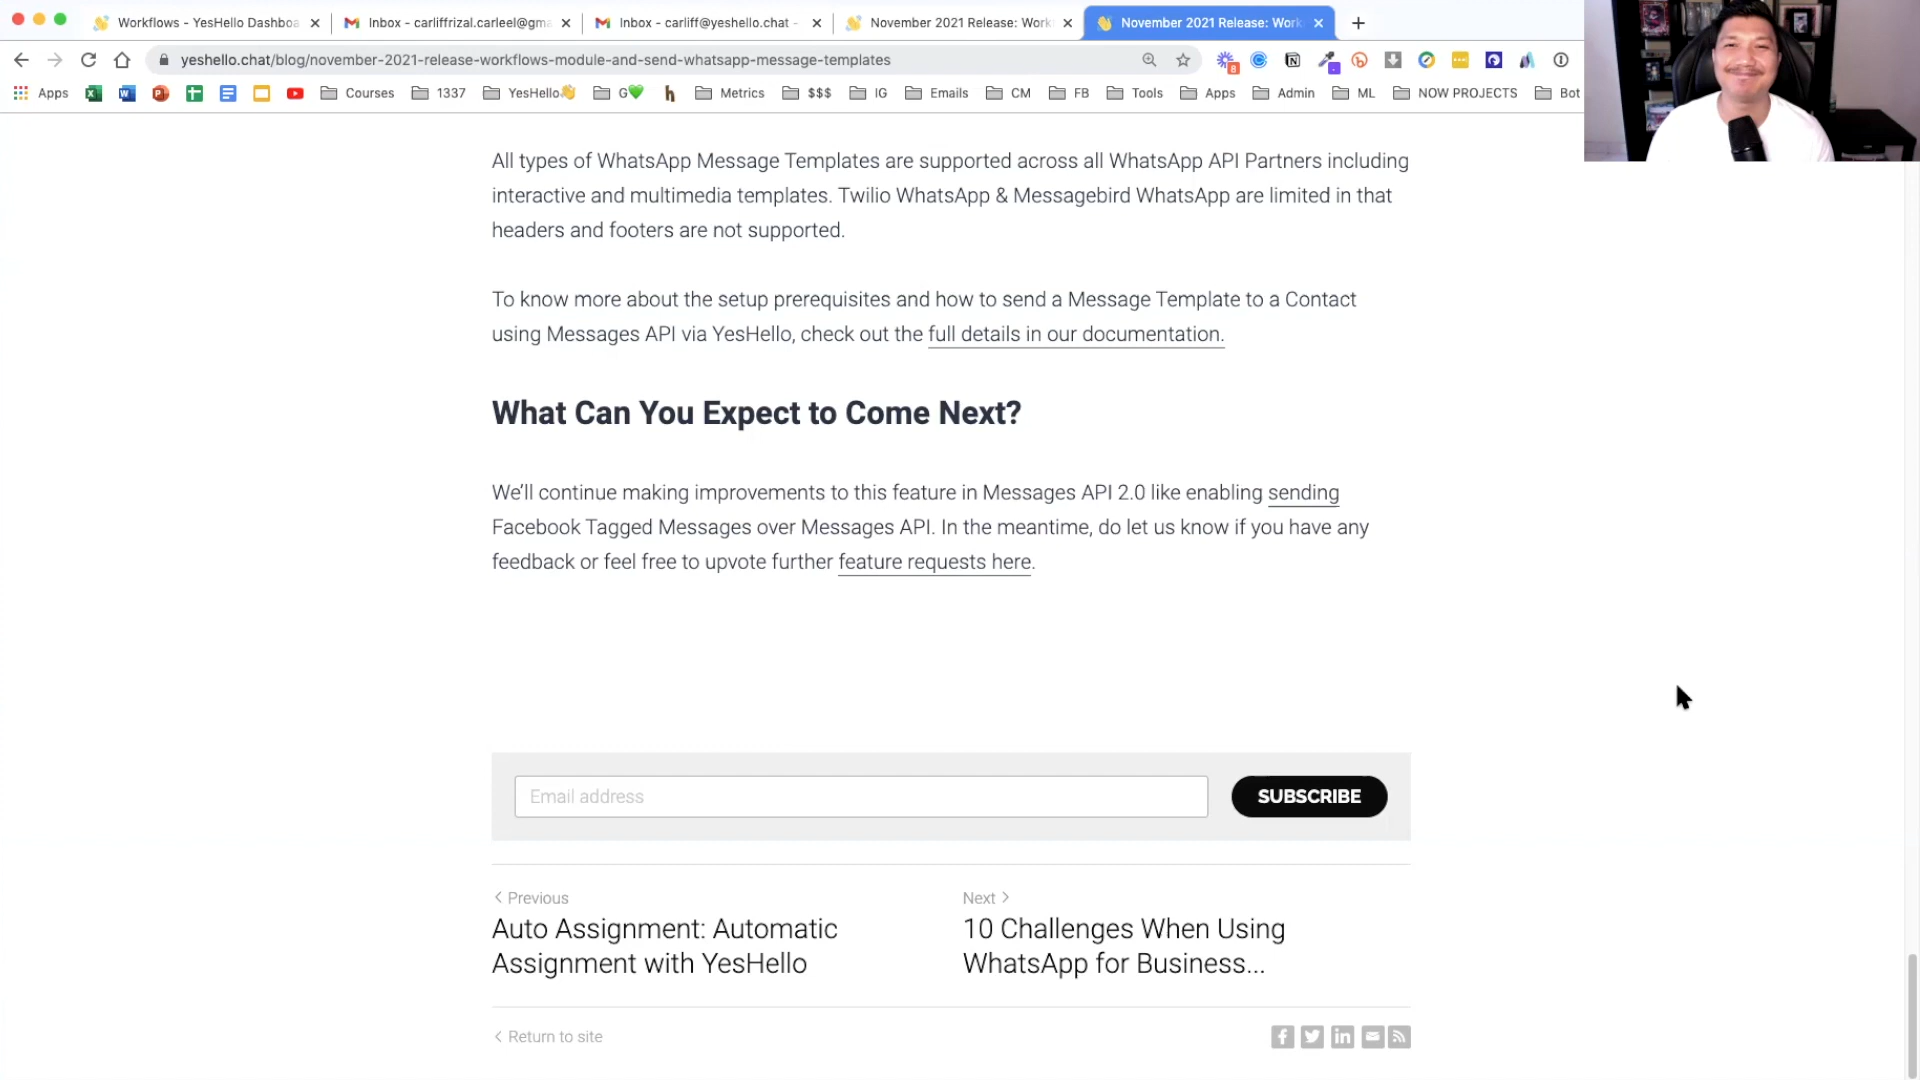 Workflows - YesHello Dashboa
Inbox - carliffrizal.carleel@gma
Inbox - carliff@yeshello.chat -
November 2021 Release: Work
November 2021 Release: Work
yeshello.chat/blog/november-2021-release-workflows-module-and-send-whatsapp-message-templates
8
Apps
Courses
1337
YesHello👋
G💚
h
Metrics
$$$
IG
Emails
CM
FB
Tools
Apps
Admin
ML
NOW PROJECTS
Bot
All types of WhatsApp Message Templates are supported across all WhatsApp API Partners including
interactive and multimedia templates. Twilio WhatsApp & Messagebird WhatsApp are limited in that
headers and footers are not supported.
To know more about the setup prerequisites and how to send a Message Template to a Contact
using Messages API via YesHello, check out the full details in our documentation.
What Can You Expect to Come Next?
We’ll continue making improvements to this feature in Messages API 2.0 like enabling sending
Facebook Tagged Messages over Messages API. In the meantime, do let us know if you have any
feedback or feel free to upvote further feature requests here.
Email address
SUBSCRIBE
Previous
Next
Auto Assignment: Automatic
Assignment with YesHello
10 Challenges When Using
WhatsApp for Business...
Return to site